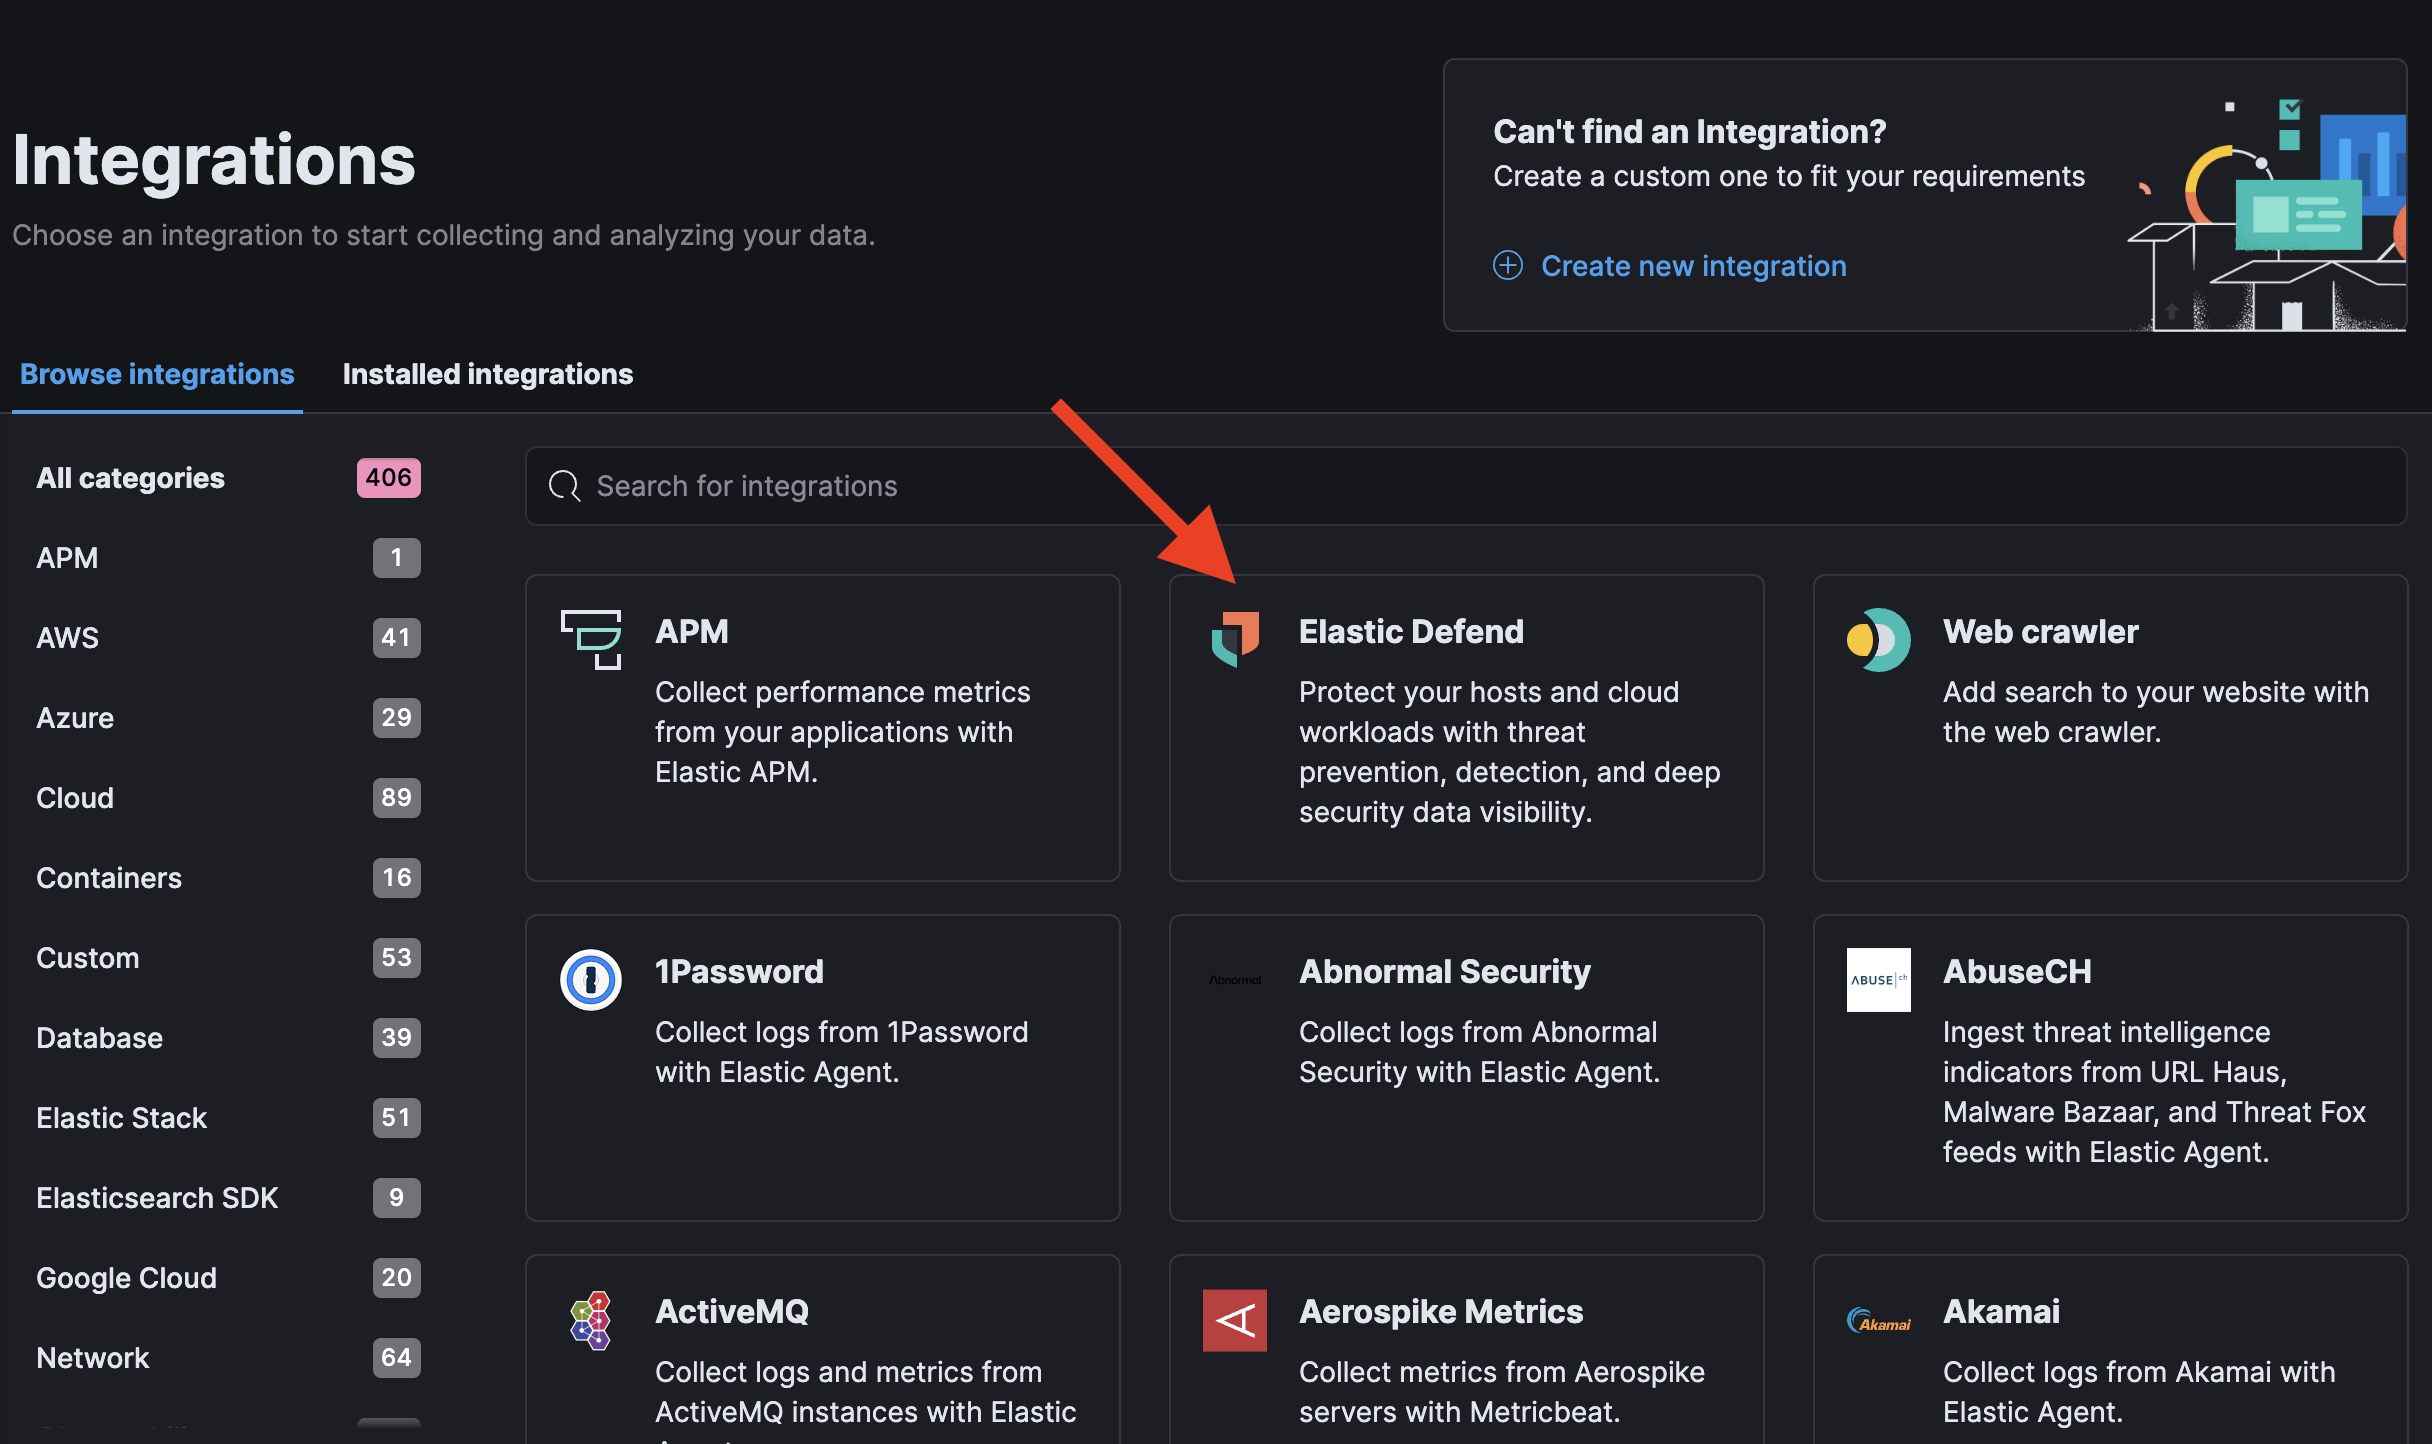 Integrations
Choose an integration to start collecting and analyzing your data.
Can't find an Integration?
Create a custom one to fit your requirements
Create new integration
Browse integrations
Installed integrations
All categories 406
APM 1
AWS 41
Azure 29
Cloud 89
Containers 16
Custom 53
Database 39
Elastic Stack 51
Elasticsearch SDK 9
Google Cloud 20
Network 64
Search for integrations
APM
Collect performance metrics
from your applications with
Elastic APM.
Elastic Defend
Protect your hosts and cloud
workloads with threat
prevention, detection, and deep
security data visibility.
Web crawler
Add search to your website with
the web crawler.
1Password
Collect logs from 1Password
with Elastic Agent.
Abnormal
Abnormal Security
Collect logs from Abnormal
Security with Elastic Agent.
ABUSE|ch
AbuseCH
Ingest threat intelligence
indicators from URL Haus,
Malware Bazaar, and Threat Fox
feeds with Elastic Agent.
ActiveMQ
Collect logs and metrics from
ActiveMQ instances with Elastic
Aerospike Metrics
Collect metrics from Aerospike
servers with Metricbeat.
Akamai
Akamai
Collect logs from Akamai with
Elastic Agent.